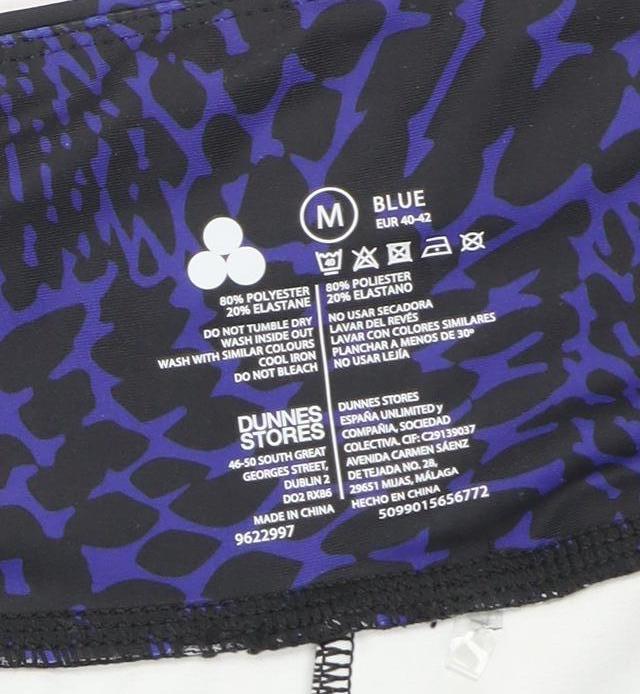 M
BLUE
EUR 40-42
40
80% POLYESTER
20% ELASTANE
DO NOT TUMBLE DRY
WASH INSIDE OUT
WASH WITH SIMILAR COLOURS
COOL IRON
DO NOT BLEACH
DUNNES
STORES
46-50 SOUTH GREAT
GEORGES STREET,
DUBLIN 2
DO2 RX86
MADE IN CHINA
9622997
80% POLIESTER
20% ELASTANO
NO USAR SECADORA
LAVAR DEL REVÉS
LAVAR CON COLORES SIMILARES
PLANCHAR A MENOS DE 30º
NO USAR LEJÍA
DUNNES STORES
ESPAÑA UNLIMITED y
COMPAÑIA, SOCIEDAD
COLECTIVA. CIF: C29139037
AVENIDA CARMEN SÁENZ
DE TEJADA NO. 28,
29651 MIJAS, MÁLAGA
HECHO EN CHINA
5099015656772